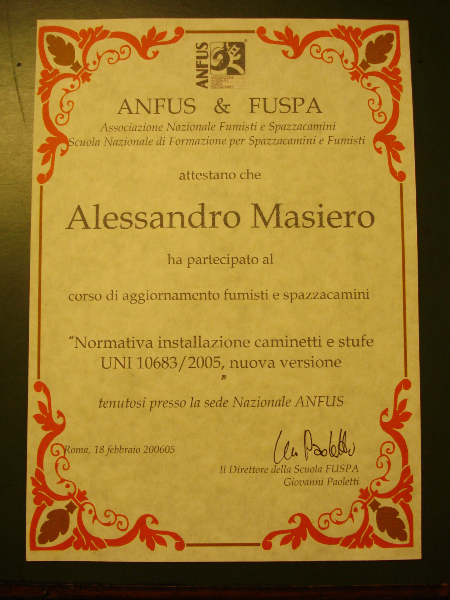 ANFUS
ANFUS & FUSPA
Associazione Nazionale Fumisti e Spazzacamini
Scuola Nazionale di Formazione per Spazzacamini e Fumisti
attestano che
Alessandro Masiero
ha partecipato al
corso di aggiornamento fumisti e spazzacamini
"Normativa installazione caminetti e stufe
UNI 10683/2005, nuova versione
"
tenutosi presso la sede Nazionale ANFUS
Roma, 18 febbraio 200605
Il Direttore della Scuola FUSPA
Giovanni Paoletti